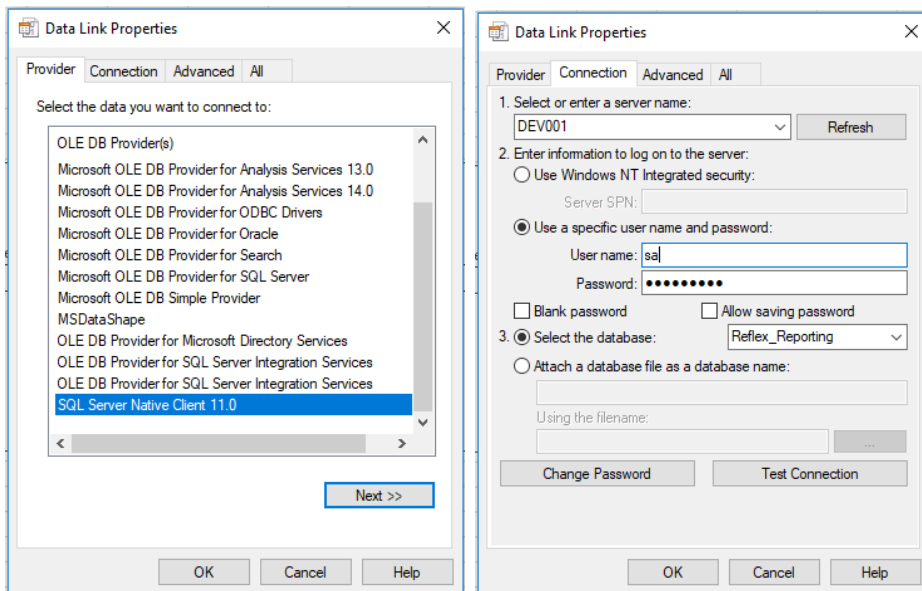 Data Link Properties
Provider Connection Advanced All
Select the data you want to connect to:
OLE DB Provider(s)
Microsoft OLE DB Provider for Analysis Services 13.0
Microsoft OLE DB Provider for Analysis Services 14.0
Microsoft OLE DB Provider for ODBC Drivers
Microsoft OLE DB Provider for Oracle
Microsoft OLE DB Provider for Search
Microsoft OLE DB Provider for SQL Server
Microsoft OLE DB Simple Provider
MSDataShape
OLE DB Provider for Microsoft Directory Services
OLE DB Provider for SQL Server Integration Services
OLE DB Provider for SQL Server Integration Services
SQL Server Native Client 11.0
Next >>
OK Cancel Help
Data Link Properties
Provider Connection Advanced All
1. Select or enter a server name:
DEV001 Refresh
2. Enter information to log on to the server:
Use Windows NT Integrated security:
Server SPN:
Use a specific user name and password:
User name: sa
Password: •••••••••
Blank password Allow saving password
3. Select the database: Reflex_Reporting
Attach a database file as a database name:
Using the filename:
...
Change Password Test Connection
OK Cancel Help